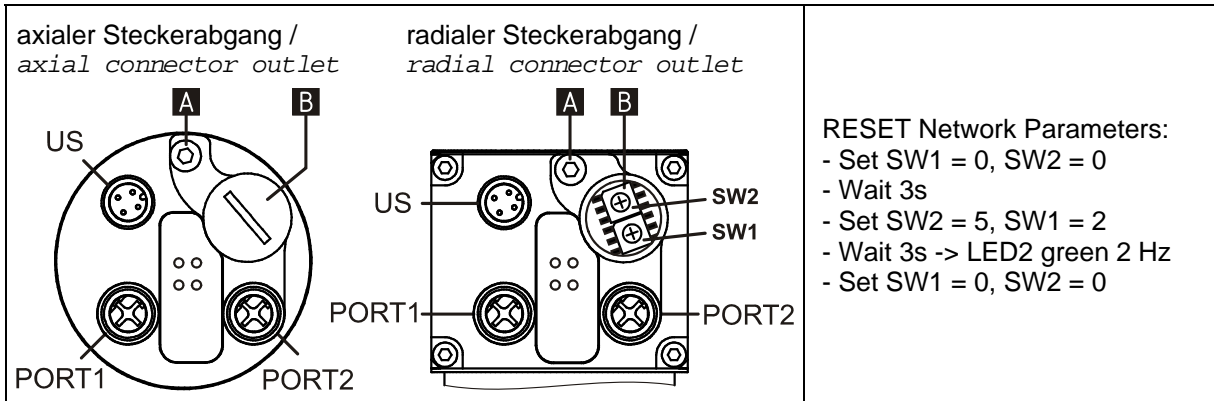 axialer Steckerabgang /
axial connector outlet
A
B
US
PORT1
PORT2
radialer Steckerabgang /
radial connector outlet
A
B
US
SW2
SW1
PORT1
PORT2
RESET Network Parameters:
- Set SW1 = 0, SW2 = 0
- Wait 3s
- Set SW2 = 5, SW1 = 2
- Wait 3s -> LED2 green 2 Hz
- Set SW1 = 0, SW2 = 0